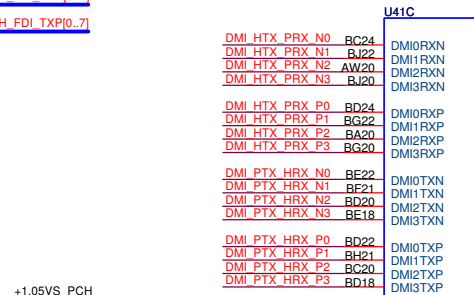 U41C
H_FDI_TXP[0..7]
DMI_HTX_PRX_N0 BC24 DMI0RXN
DMI_HTX_PRX_N1 BJ22 DMI1RXN
DMI_HTX_PRX_N2 AW20 DMI2RXN
DMI_HTX_PRX_N3 BJ20 DMI3RXN
DMI_HTX_PRX_P0 BD24 DMI0RXP
DMI_HTX_PRX_P1 BG22 DMI1RXP
DMI_HTX_PRX_P2 BA20 DMI2RXP
DMI_HTX_PRX_P3 BG20 DMI3RXP
DMI_PTX_HRX_N0 BE22 DMI0TXN
DMI_PTX_HRX_N1 BF21 DMI1TXN
DMI_PTX_HRX_N2 BD20 DMI2TXN
DMI_PTX_HRX_N3 BE18 DMI3TXN
DMI_PTX_HRX_P0 BD22 DMI0TXP
DMI_PTX_HRX_P1 BH21 DMI1TXP
DMI_PTX_HRX_P2 BC20 DMI2TXP
DMI_PTX_HRX_P3 BD18 DMI3TXP
+1.05VS_PCH